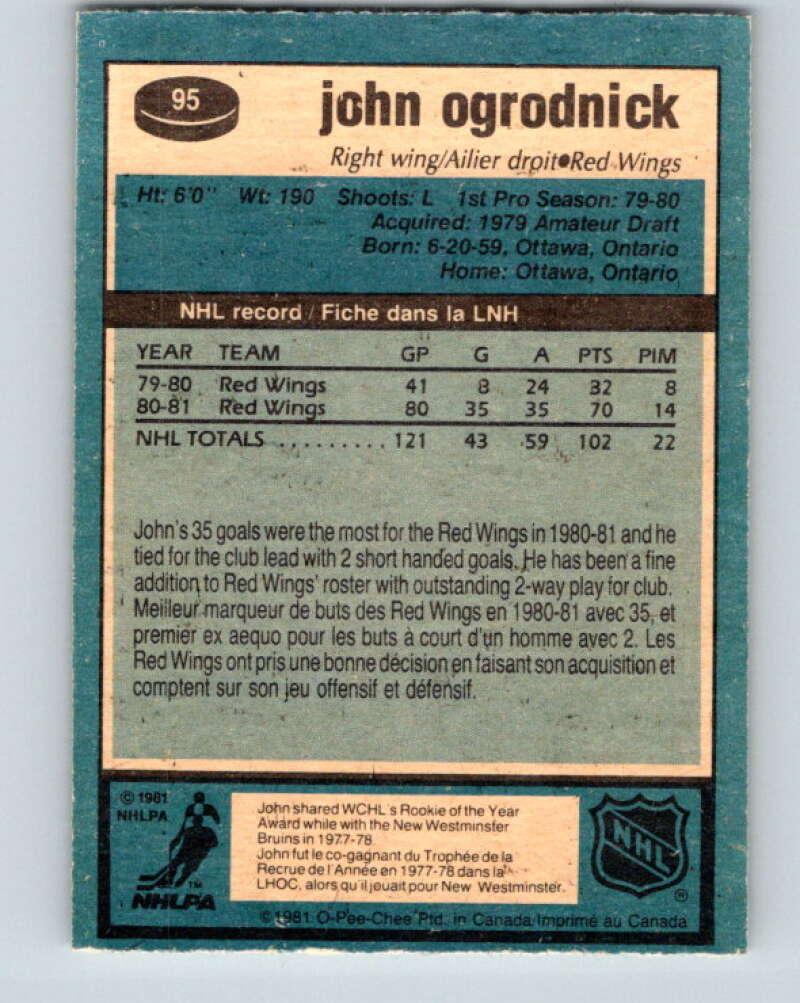 95
john ogrodnick
Right wing/Ailier droit●Red Wings
Ht: 6'0" Wt: 190 Shoots: L 1st Pro Season: 79-80
Acquired: 1979 Amateur Draft
Born: 6-20-59, Ottawa, Ontario
Home: Ottawa, Ontario
NHL record / Fiche dans la LNH
YEAR TEAM GP G A PTS PIM
79-80 Red Wings 41 8 24 32 8
80-81 Red Wings 80 35 35 70 14
NHL TOTALS ......... 121 43 59 102 22
John's 35 goals were the most for the Red Wings in 1980-81 and he
tied for the club lead with 2 short handed goals. He has been a fine
addition to Red Wings' roster with outstanding 2-way play for club.
Meilleur marqueur de buts des Red Wings en 1980-81 avec 35, et
premier ex aequo pour les buts à court d'un homme avec 2. Les
Red Wings ont pris une bonne décision en faisant son acquisition et
comptent sur son jeu offensif et défensif.
© 1981
NHLPA
TM
NHLPA
John shared WCHL's Rookie of the Year
Award while with the New Westminster
Bruins in 1977-78.
John fut le co-gagnant du Trophée de la
Recrue de l'Année en 1977-78 dans la
LHOC, alors qu'il jouait pour New Westminster.
NHL
®
© 1981 O-Pee-Chee Ptd. in Canada/Imprimé au Canada